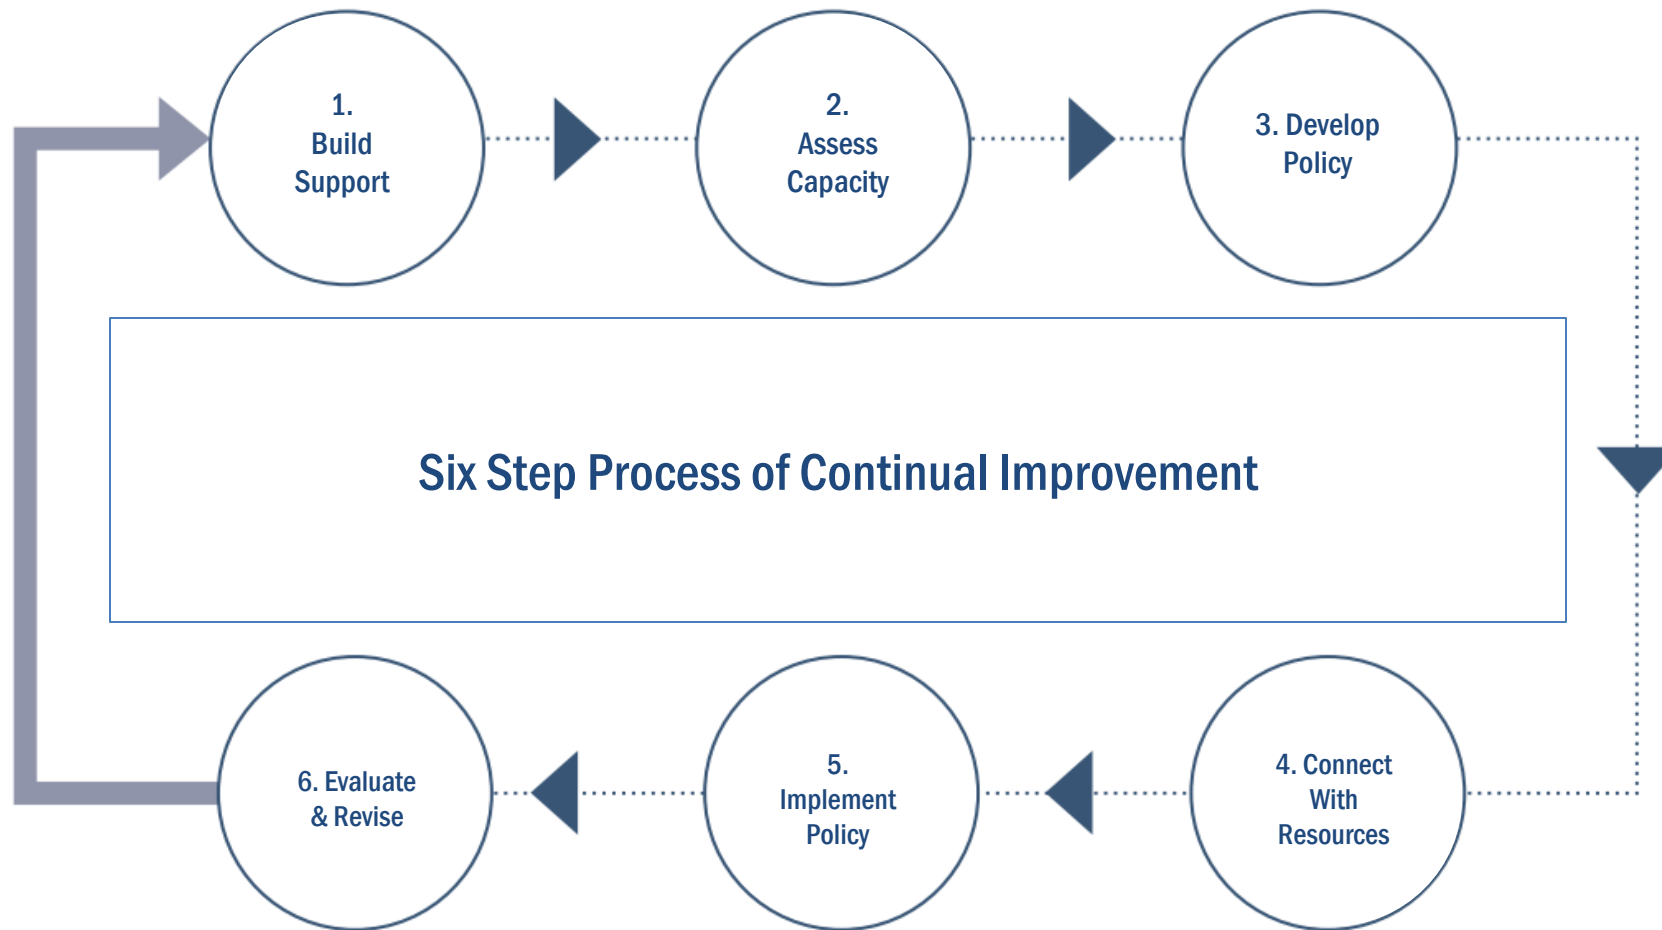 1.
Build
Support
2.
Assess
Capacity
3. Develop
Policy
Six Step Process of Continual Improvement
6. Evaluate
& Revise
5.
Implement
Policy
4. Connect
With
Resources